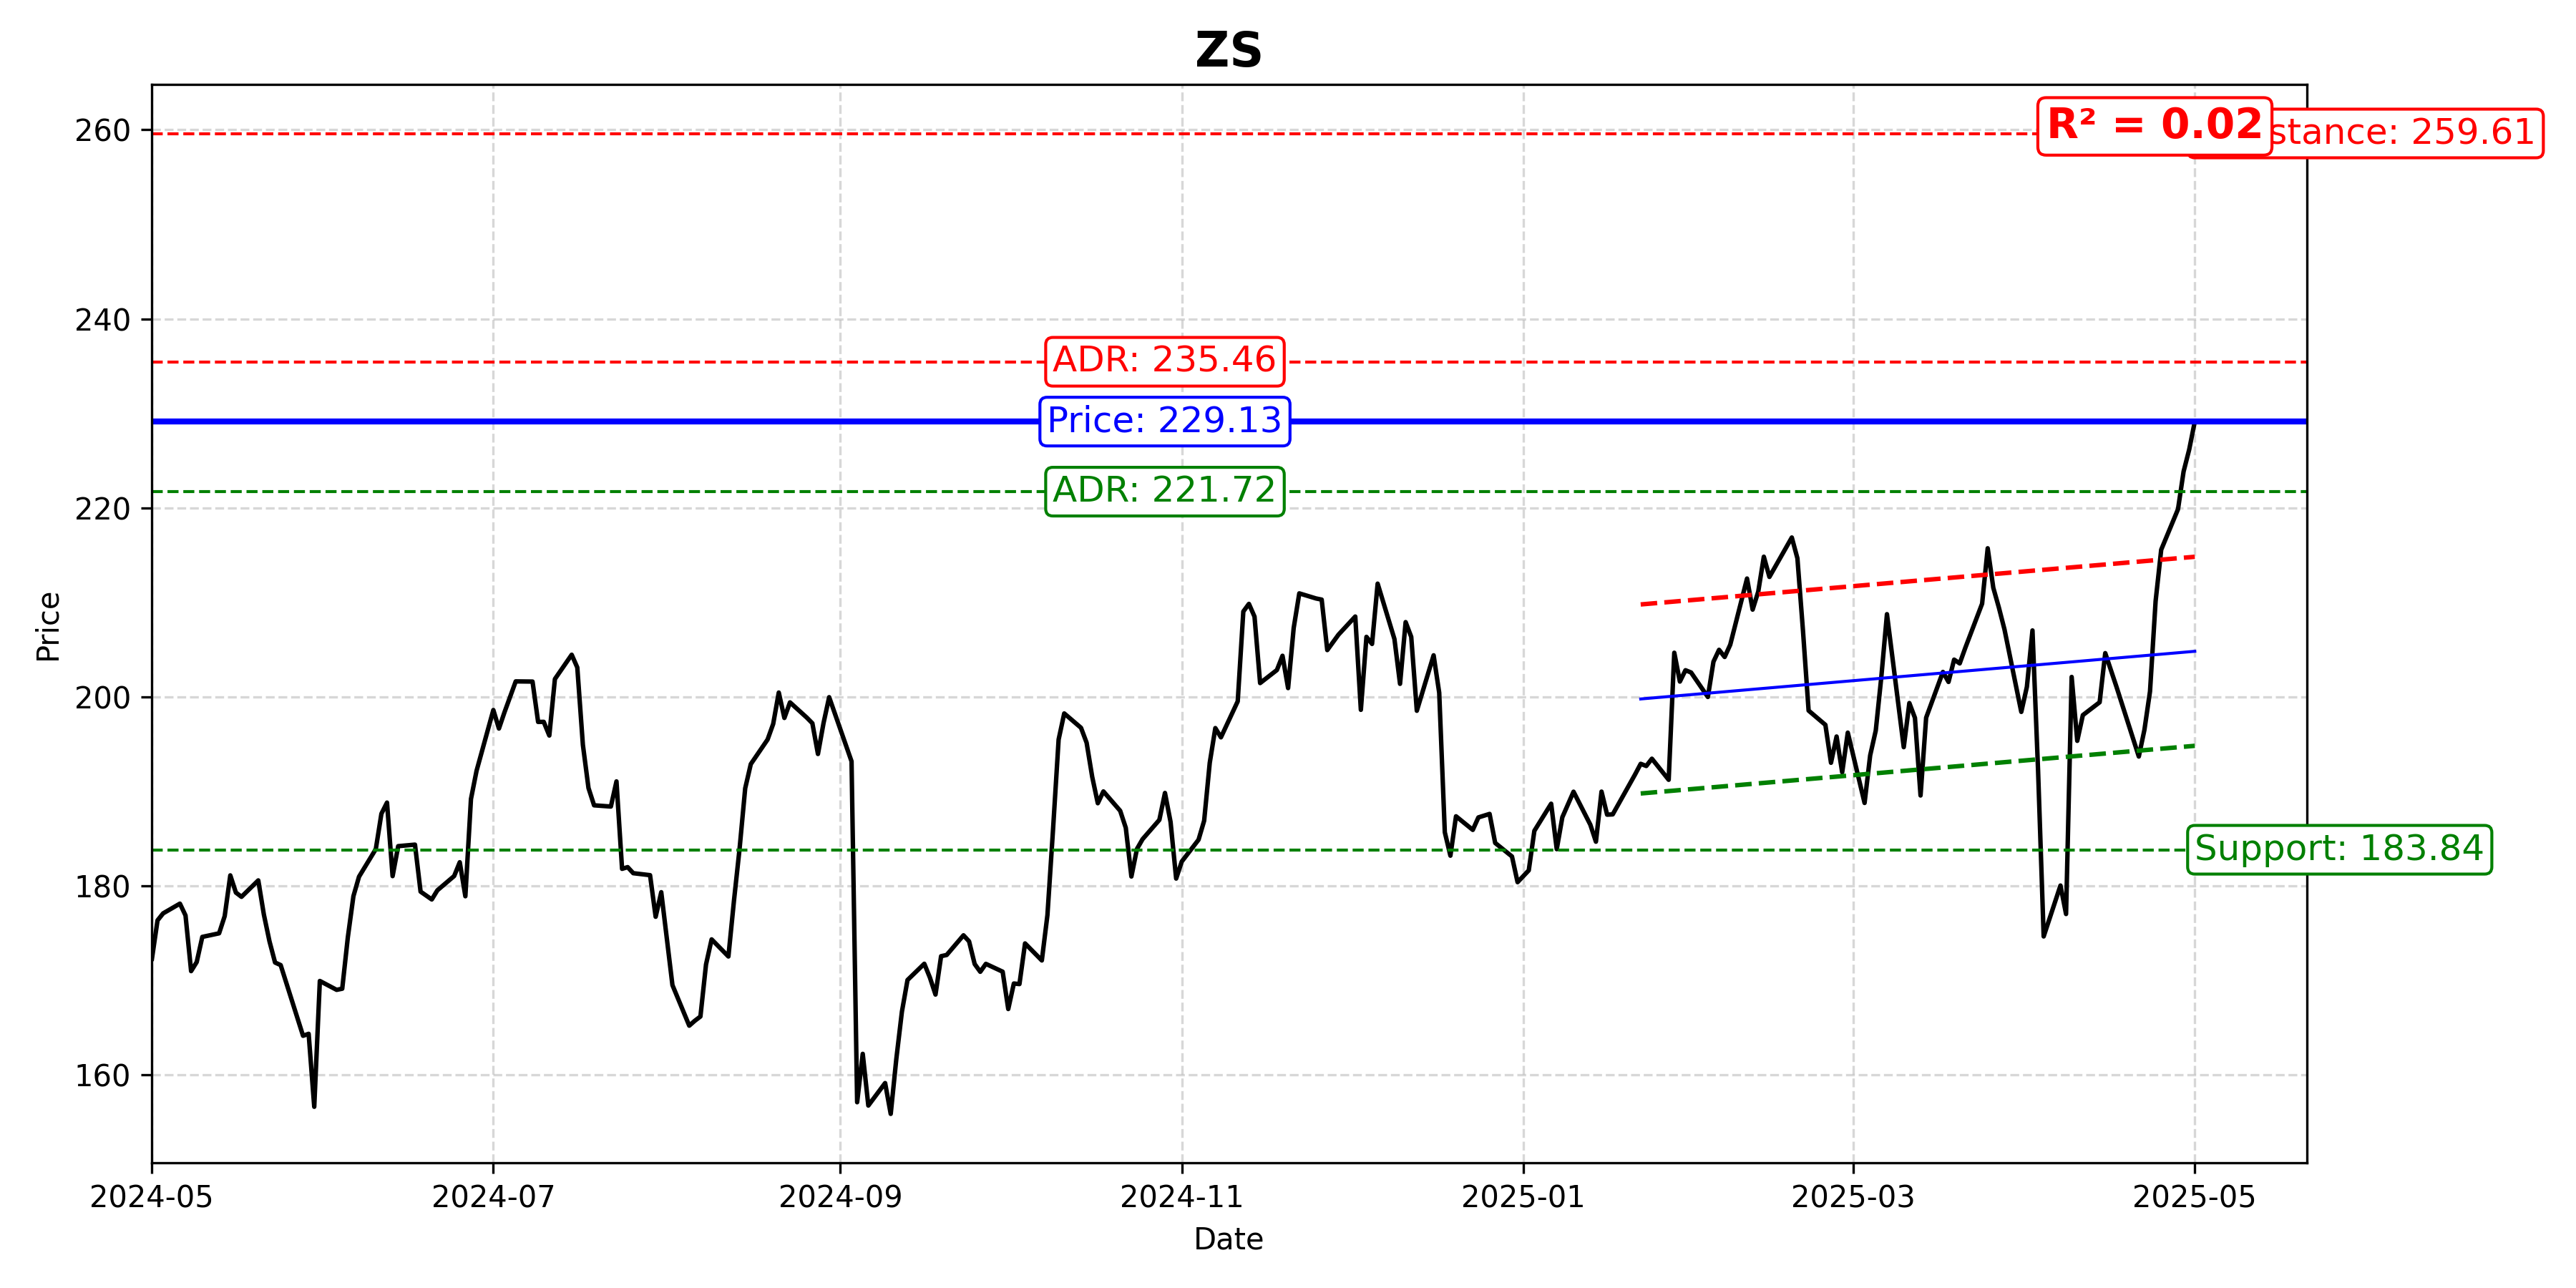 ZS
R² = 0.02
stance: 259.61
ADR: 235.46
Price: 229.13
ADR: 221.72
Support: 183.84
260
240
220
200
180
160
Price
2024-05
2024-07
2024-09
2024-11
2025-01
2025-03
2025-05
Date